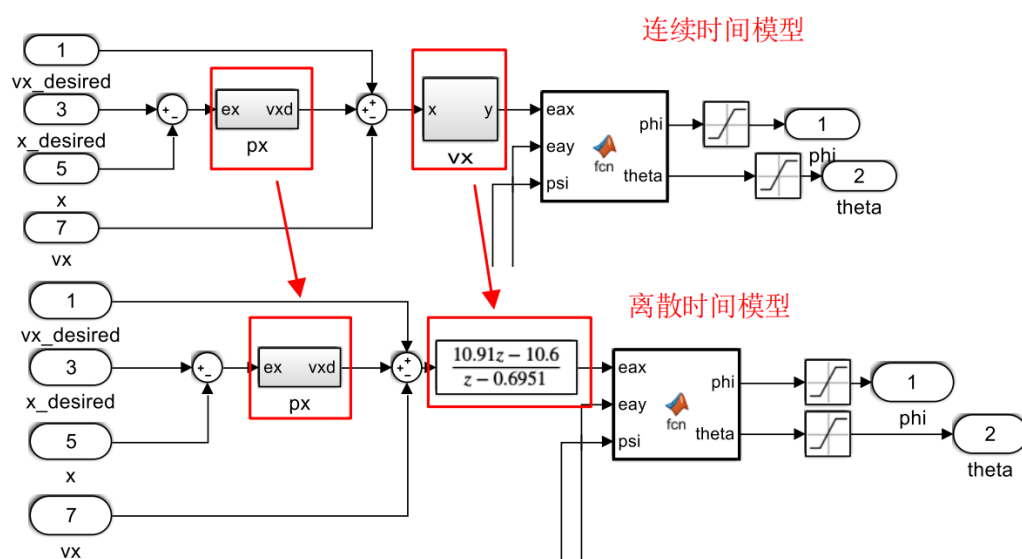 连续时间模型
1
vx_desired
3
x_desired
5
x
7
vx
+
-
ex vxd
px
+
+
-
x y
vx
eax
eay
psi
fcn
phi
theta
1
phi
2
theta
离散时间模型
1
vx_desired
3
x_desired
5
x
7
vx
+
-
ex vxd
px
+
+
-
10.91z − 10.6
z − 0.6951
eax
eay
psi
fcn
phi
theta
1
phi
2
theta